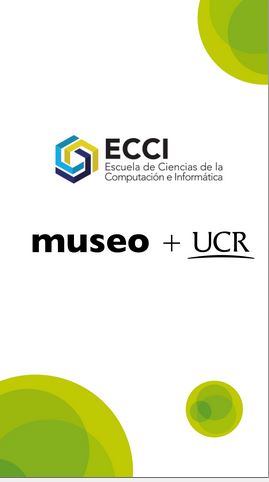 ECCI
Escuela de Ciencias de la
Computación e Informática
museo + UCR